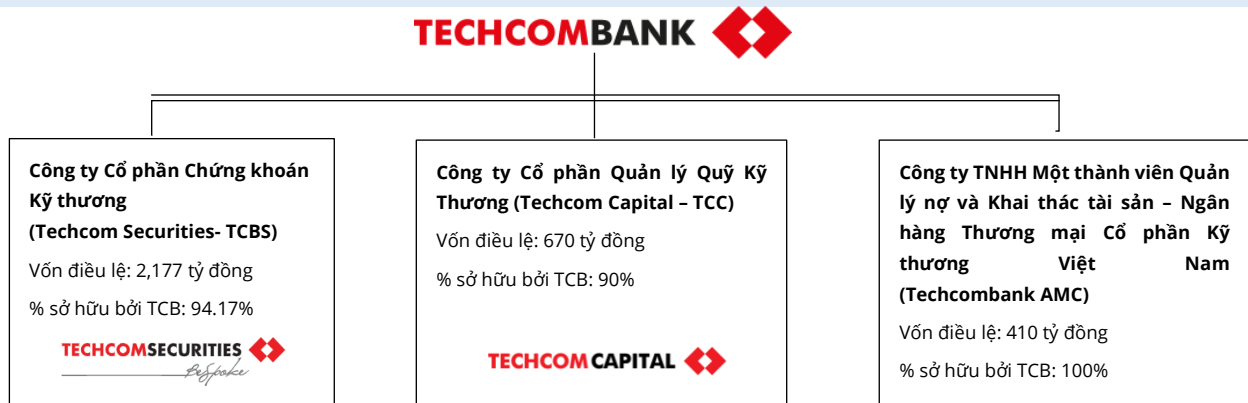 TECHCOMBANK
Công ty Cổ phần Chứng khoán
Kỹ thương
(Techcom Securities- TCBS)
Vốn điều lệ: 2,177 tỷ đồng
% sở hữu bởi TCB: 94.17%
TECHCOMSECURITIES
BeSpoke
Công ty Cổ phần Quản lý Quỹ Kỹ
Thương (Techcom Capital – TCC)
Vốn điều lệ: 670 tỷ đồng
% sở hữu bởi TCB: 90%
TECHCOM CAPITAL
Công ty TNHH Một thành viên Quản
lý nợ và Khai thác tài sản – Ngân
hàng Thương mại Cổ phần Kỹ
thương Việt Nam
(Techcombank AMC)
Vốn điều lệ: 410 tỷ đồng
% sở hữu bởi TCB: 100%